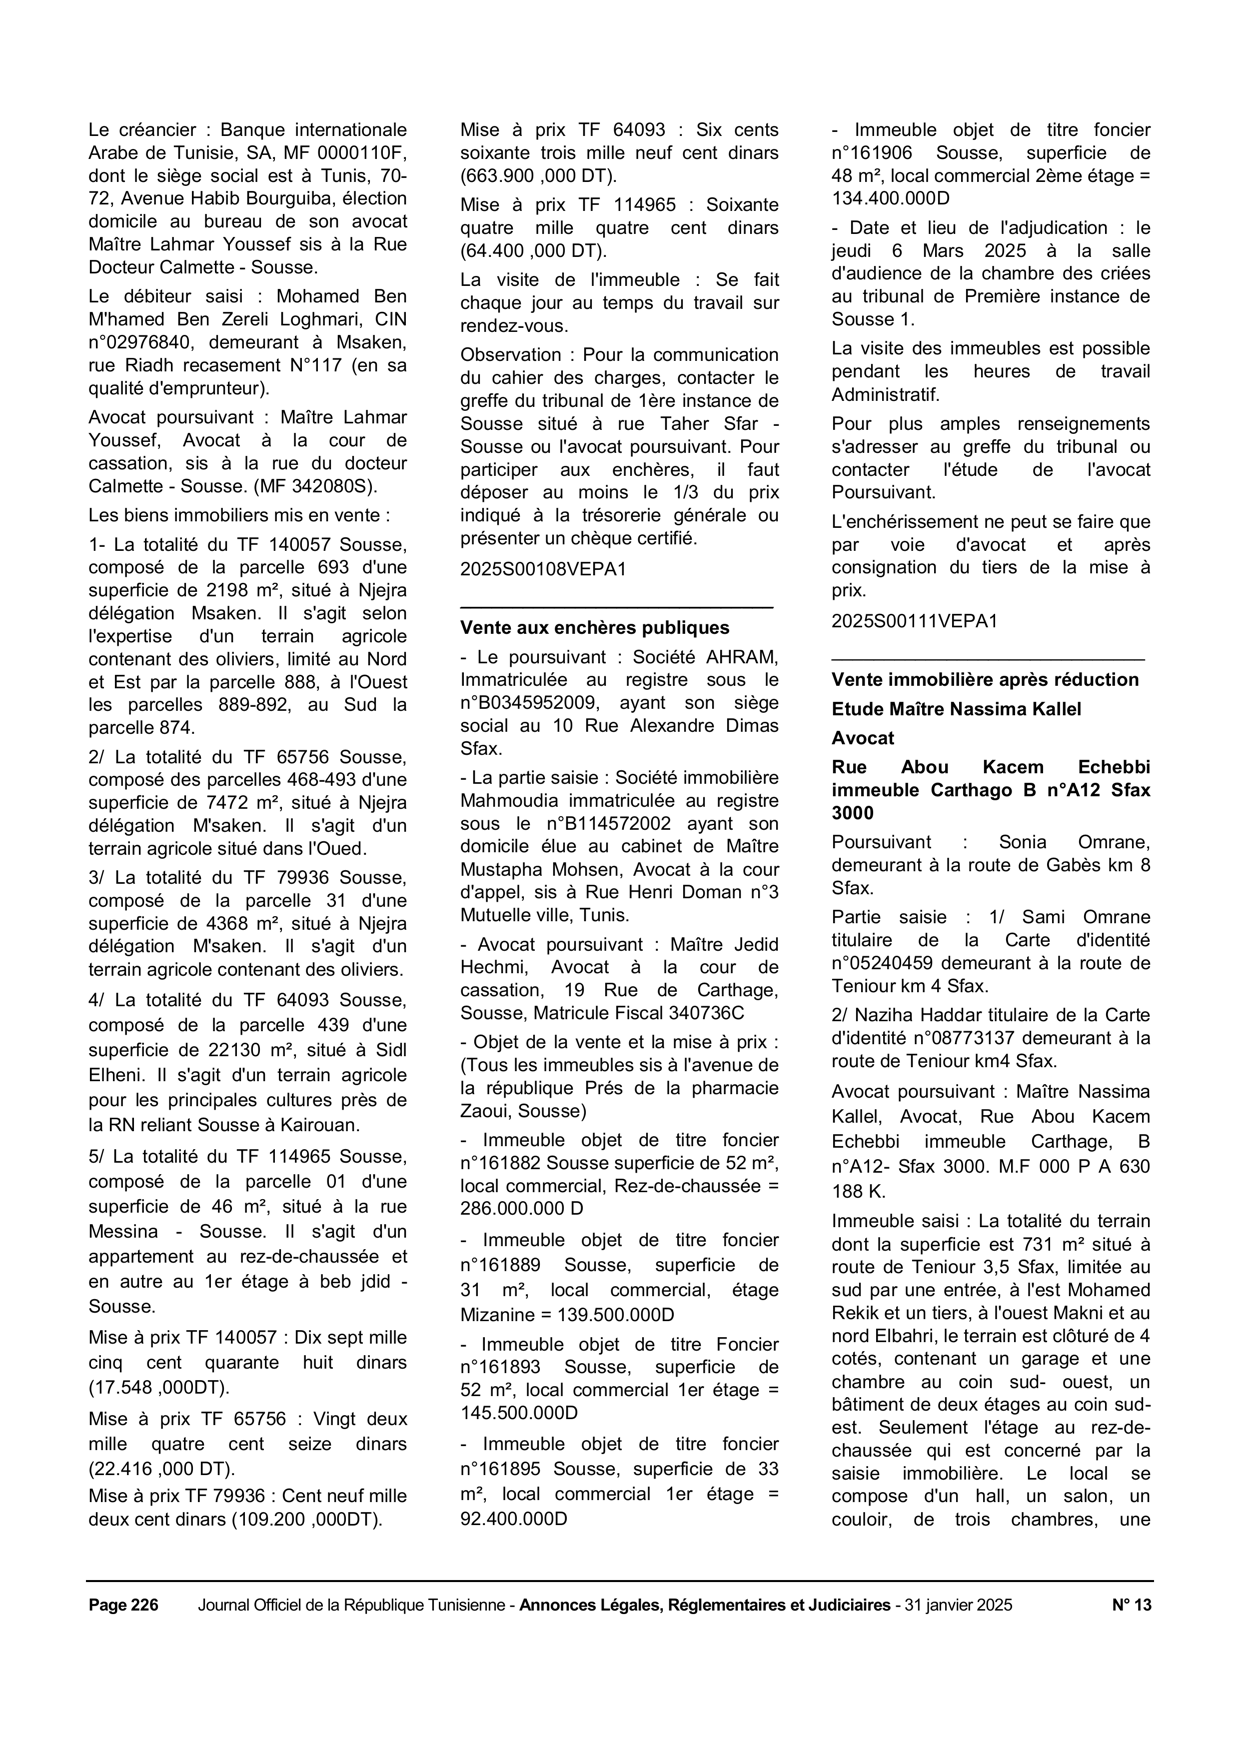 Le créancier : Banque internationale
Arabe de Tunisie, SA, MF 0000110F,
dont le siège social est à Tunis, 70-
72, Avenue Habib Bourguiba, élection
domicile au bureau de son avocat
Maître Lahmar Youssef sis à la Rue
Docteur Calmette - Sousse.
Le débiteur saisi : Mohamed Ben
M'hamed Ben Zereli Loghmari, CIN
n°02976840, demeurant à Msaken,
rue Riadh recasement N°117 (en sa
qualité d'emprunteur).
Avocat poursuivant : Maître Lahmar
Youssef, Avocat à la cour de
cassation, sis à la rue du docteur
Calmette - Sousse. (MF 342080S).
Les biens immobiliers mis en vente :
1- La totalité du TF 140057 Sousse,
composé de la parcelle 693 d'une
superficie de 2198 m², situé à Njejra
délégation Msaken. Il s'agit selon
l'expertise d'un terrain agricole
contenant des oliviers, limité au Nord
et Est par la parcelle 888, à l'Ouest
les parcelles 889-892, au Sud la
parcelle 874.
2/ La totalité du TF 65756 Sousse,
composé des parcelles 468-493 d'une
superficie de 7472 m², situé à Njejra
délégation M'saken. Il s'agit d'un
terrain agricole situé dans l'Oued.
3/ La totalité du TF 79936 Sousse,
composé de la parcelle 31 d'une
superficie de 4368 m², situé à Njejra
délégation M'saken. Il s'agit d'un
terrain agricole contenant des oliviers.
4/ La totalité du TF 64093 Sousse,
composé de la parcelle 439 d'une
superficie de 22130 m², situé à Sidl
Elheni. Il s'agit d'un terrain agricole
pour les principales cultures près de
la RN reliant Sousse à Kairouan.
5/ La totalité du TF 114965 Sousse,
composé de la parcelle 01 d'une
superficie de 46 m², situé à la rue
Messina - Sousse. Il s'agit d'un
appartement au rez-de-chaussée et
en autre au 1er étage à beb jdid -
Sousse.
Mise à prix TF 140057 : Dix sept mille
cinq cent quarante huit dinars
(17.548 ,000DT).
Mise à prix TF 65756 : Vingt deux
mille quatre cent seize dinars
(22.416 ,000 DT).
Mise à prix TF 79936 : Cent neuf mille
deux cent dinars (109.200 ,000DT).
Mise à prix TF 64093 : Six cents
soixante trois mille neuf cent dinars
(663.900 ,000 DT).
Mise à prix TF 114965 : Soixante
quatre mille quatre cent dinars
(64.400 ,000 DT).
La visite de l'immeuble : Se fait
chaque jour au temps du travail sur
rendez-vous.
Observation : Pour la communication
du cahier des charges, contacter le
greffe du tribunal de 1ère instance de
Sousse situé à rue Taher Sfar -
Sousse ou l'avocat poursuivant. Pour
participer aux enchères, il faut
déposer au moins le 1/3 du prix
indiqué à la trésorerie générale ou
présenter un chèque certifié.
2025S00108VEPA1
Vente aux enchères publiques
- Le poursuivant : Société AHRAM,
Immatriculée au registre sous le
n°B0345952009, ayant son siège
social au 10 Rue Alexandre Dimas
Sfax.
- La partie saisie : Société immobilière
Mahmoudia immatriculée au registre
sous le n°B114572002 ayant son
domicile élue au cabinet de Maître
Mustapha Mohsen, Avocat à la cour
d'appel, sis à Rue Henri Doman n°3
Mutuelle ville, Tunis.
- Avocat poursuivant : Maître Jedid
Hechmi, Avocat à la cour de
cassation, 19 Rue de Carthage,
Sousse, Matricule Fiscal 340736C
- Objet de la vente et la mise à prix :
(Tous les immeubles sis à l'avenue de
la république Prés de la pharmacie
Zaoui, Sousse)
- Immeuble objet de titre foncier
n°161882 Sousse superficie de 52 m²,
local commercial, Rez-de-chaussée =
286.000.000 D
- Immeuble objet de titre foncier
n°161889 Sousse, superficie de
31 m², local commercial, étage
Mizanine = 139.500.000D
- Immeuble objet de titre Foncier
n°161893 Sousse, superficie de
52 m², local commercial 1er étage =
145.500.000D
- Immeuble objet de titre foncier
n°161895 Sousse, superficie de 33
m², local commercial 1er étage =
92.400.000D
- Immeuble objet de titre foncier
n°161906 Sousse, superficie de
48 m², local commercial 2ème étage =
134.400.000D
- Date et lieu de l'adjudication : le
jeudi 6 Mars 2025 à la salle
d'audience de la chambre des criées
au tribunal de Première instance de
Sousse 1.
La visite des immeubles est possible
pendant les heures de travail
Administratif.
Pour plus amples renseignements
s'adresser au greffe du tribunal ou
contacter l'étude de l'avocat
Poursuivant.
L'enchérissement ne peut se faire que
par voie d'avocat et après
consignation du tiers de la mise à
prix.
2025S00111VEPA1
Vente immobilière après réduction
Etude Maître Nassima Kallel
Avocat
Rue Abou Kacem Echebbi
immeuble Carthago B n°A12 Sfax
3000
Poursuivant : Sonia Omrane,
demeurant à la route de Gabès km 8
Sfax.
Partie saisie : 1/ Sami Omrane
titulaire de la Carte d'identité
n°05240459 demeurant à la route de
Teniour km 4 Sfax.
2/ Naziha Haddar titulaire de la Carte
d'identité n°08773137 demeurant à la
route de Teniour km4 Sfax.
Avocat poursuivant : Maître Nassima
Kallel, Avocat, Rue Abou Kacem
Echebbi immeuble Carthage, B
n°A12- Sfax 3000. M.F 000 P A 630
188 K.
Immeuble saisi : La totalité du terrain
dont la superficie est 731 m² situé à
route de Teniour 3,5 Sfax, limitée au
sud par une entrée, à l'est Mohamed
Rekik et un tiers, à l'ouest Makni et au
nord Elbahri, le terrain est clôturé de 4
cotés, contenant un garage et une
chambre au coin sud- ouest, un
bâtiment de deux étages au coin sud-
est. Seulement l'étage au rez-de-
chaussée qui est concerné par la
saisie immobilière. Le local se
compose d'un hall, un salon, un
couloir, de trois chambres, une
Page 226 Journal Officiel de la République Tunisienne - Annonces Légales, Réglementaires et Judiciaires - 31 janvier 2025 N° 13